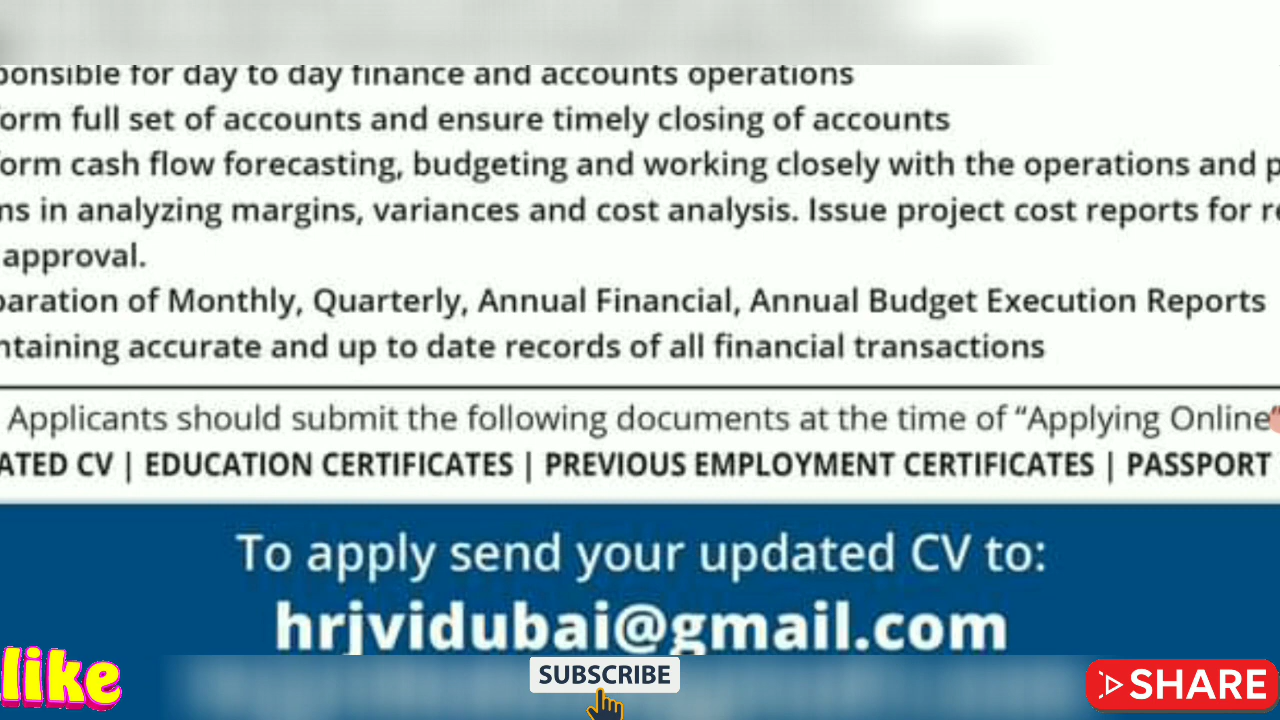 ponsible for day to day finance and accounts operations
orm full set of accounts and ensure timely closing of accounts
orm cash flow forecasting, budgeting and working closely with the operations and p
ns in analyzing margins, variances and cost analysis. Issue project cost reports for re
approval.
paration of Monthly, Quarterly, Annual Financial, Annual Budget Execution Reports
ntaining accurate and up to date records of all financial transactions
Applicants should submit the following documents at the time of “Applying Online”
ATED CV | EDUCATION CERTIFICATES | PREVIOUS EMPLOYMENT CERTIFICATES | PASSPORT
To apply send your updated CV to:
hrjvidubai@gmail.com
like
SUBSCRIBE
SHARE